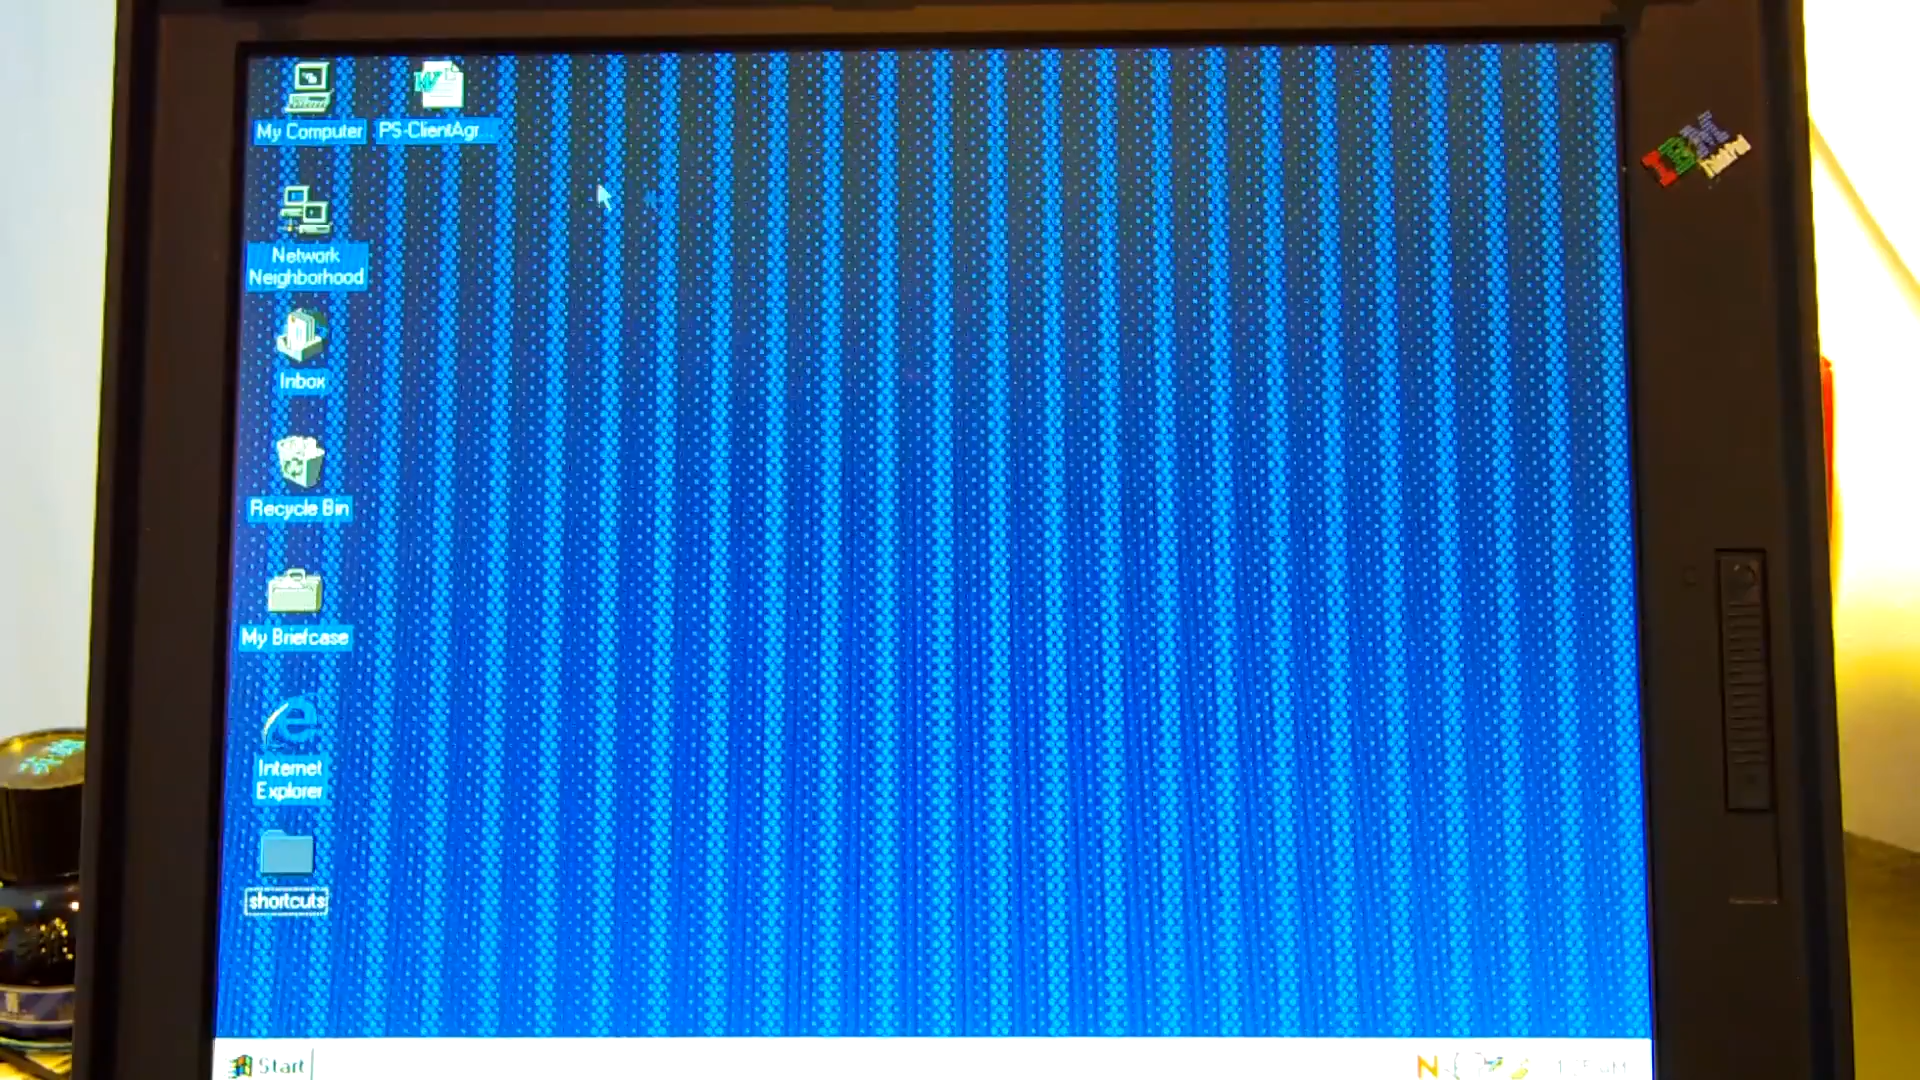 My Computer
PS-ClientAgr...
Network
Neighborhood
Inbox
Recycle Bin
My Briefcase
Internet
Explorer
shortcuts
Start
N
IBM